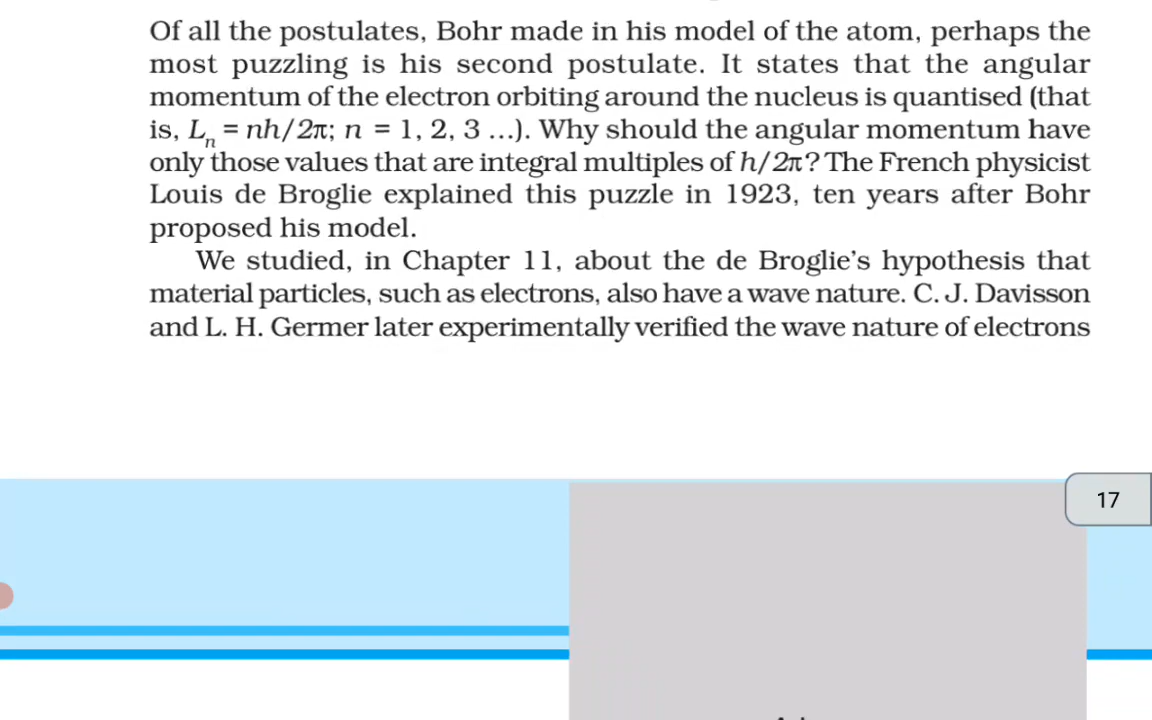 Of all the postulates, Bohr made in his model of the atom, perhaps the
most puzzling is his second postulate. It states that the angular
momentum of the electron orbiting around the nucleus is quantised (that
is, Lₙ = nh/2π; n = 1, 2, 3 …). Why should the angular momentum have
only those values that are integral multiples of h/2π? The French physicist
Louis de Broglie explained this puzzle in 1923, ten years after Bohr
proposed his model.
We studied, in Chapter 11, about the de Broglie's hypothesis that
material particles, such as electrons, also have a wave nature. C. J. Davisson
and L. H. Germer later experimentally verified the wave nature of electrons
17